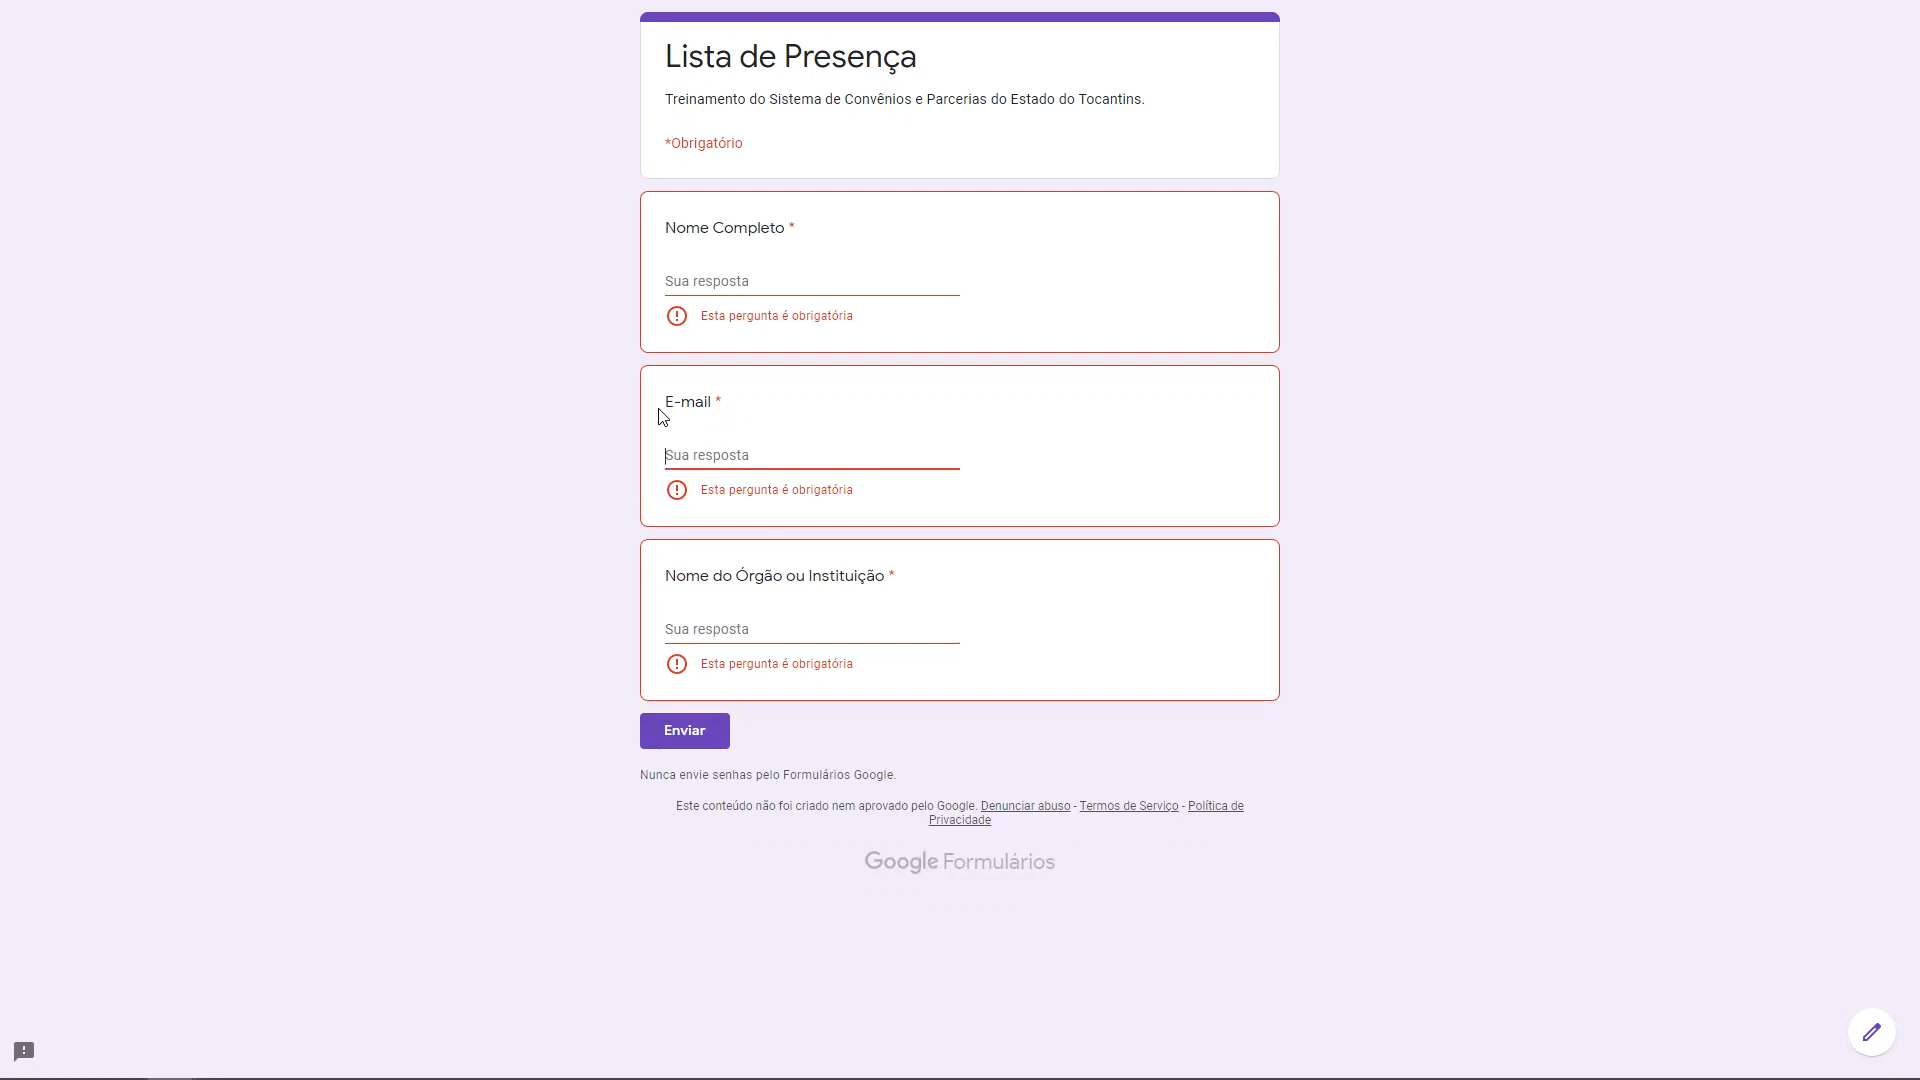 Lista de Presença
Treinamento do Sistema de Convênios e Parcerias do Estado do Tocantins.
*Obrigatório
Nome Completo *
Sua resposta
Esta pergunta é obrigatória
E-mail *
Sua resposta
Esta pergunta é obrigatória
Nome do Órgão ou Instituição *
Sua resposta
Esta pergunta é obrigatória
Enviar
Nunca envie senhas pelo Formulários Google.
Este conteúdo não foi criado nem aprovado pelo Google. Denunciar abuso - Termos de Serviço - Política de
Privacidade
Google Formulários